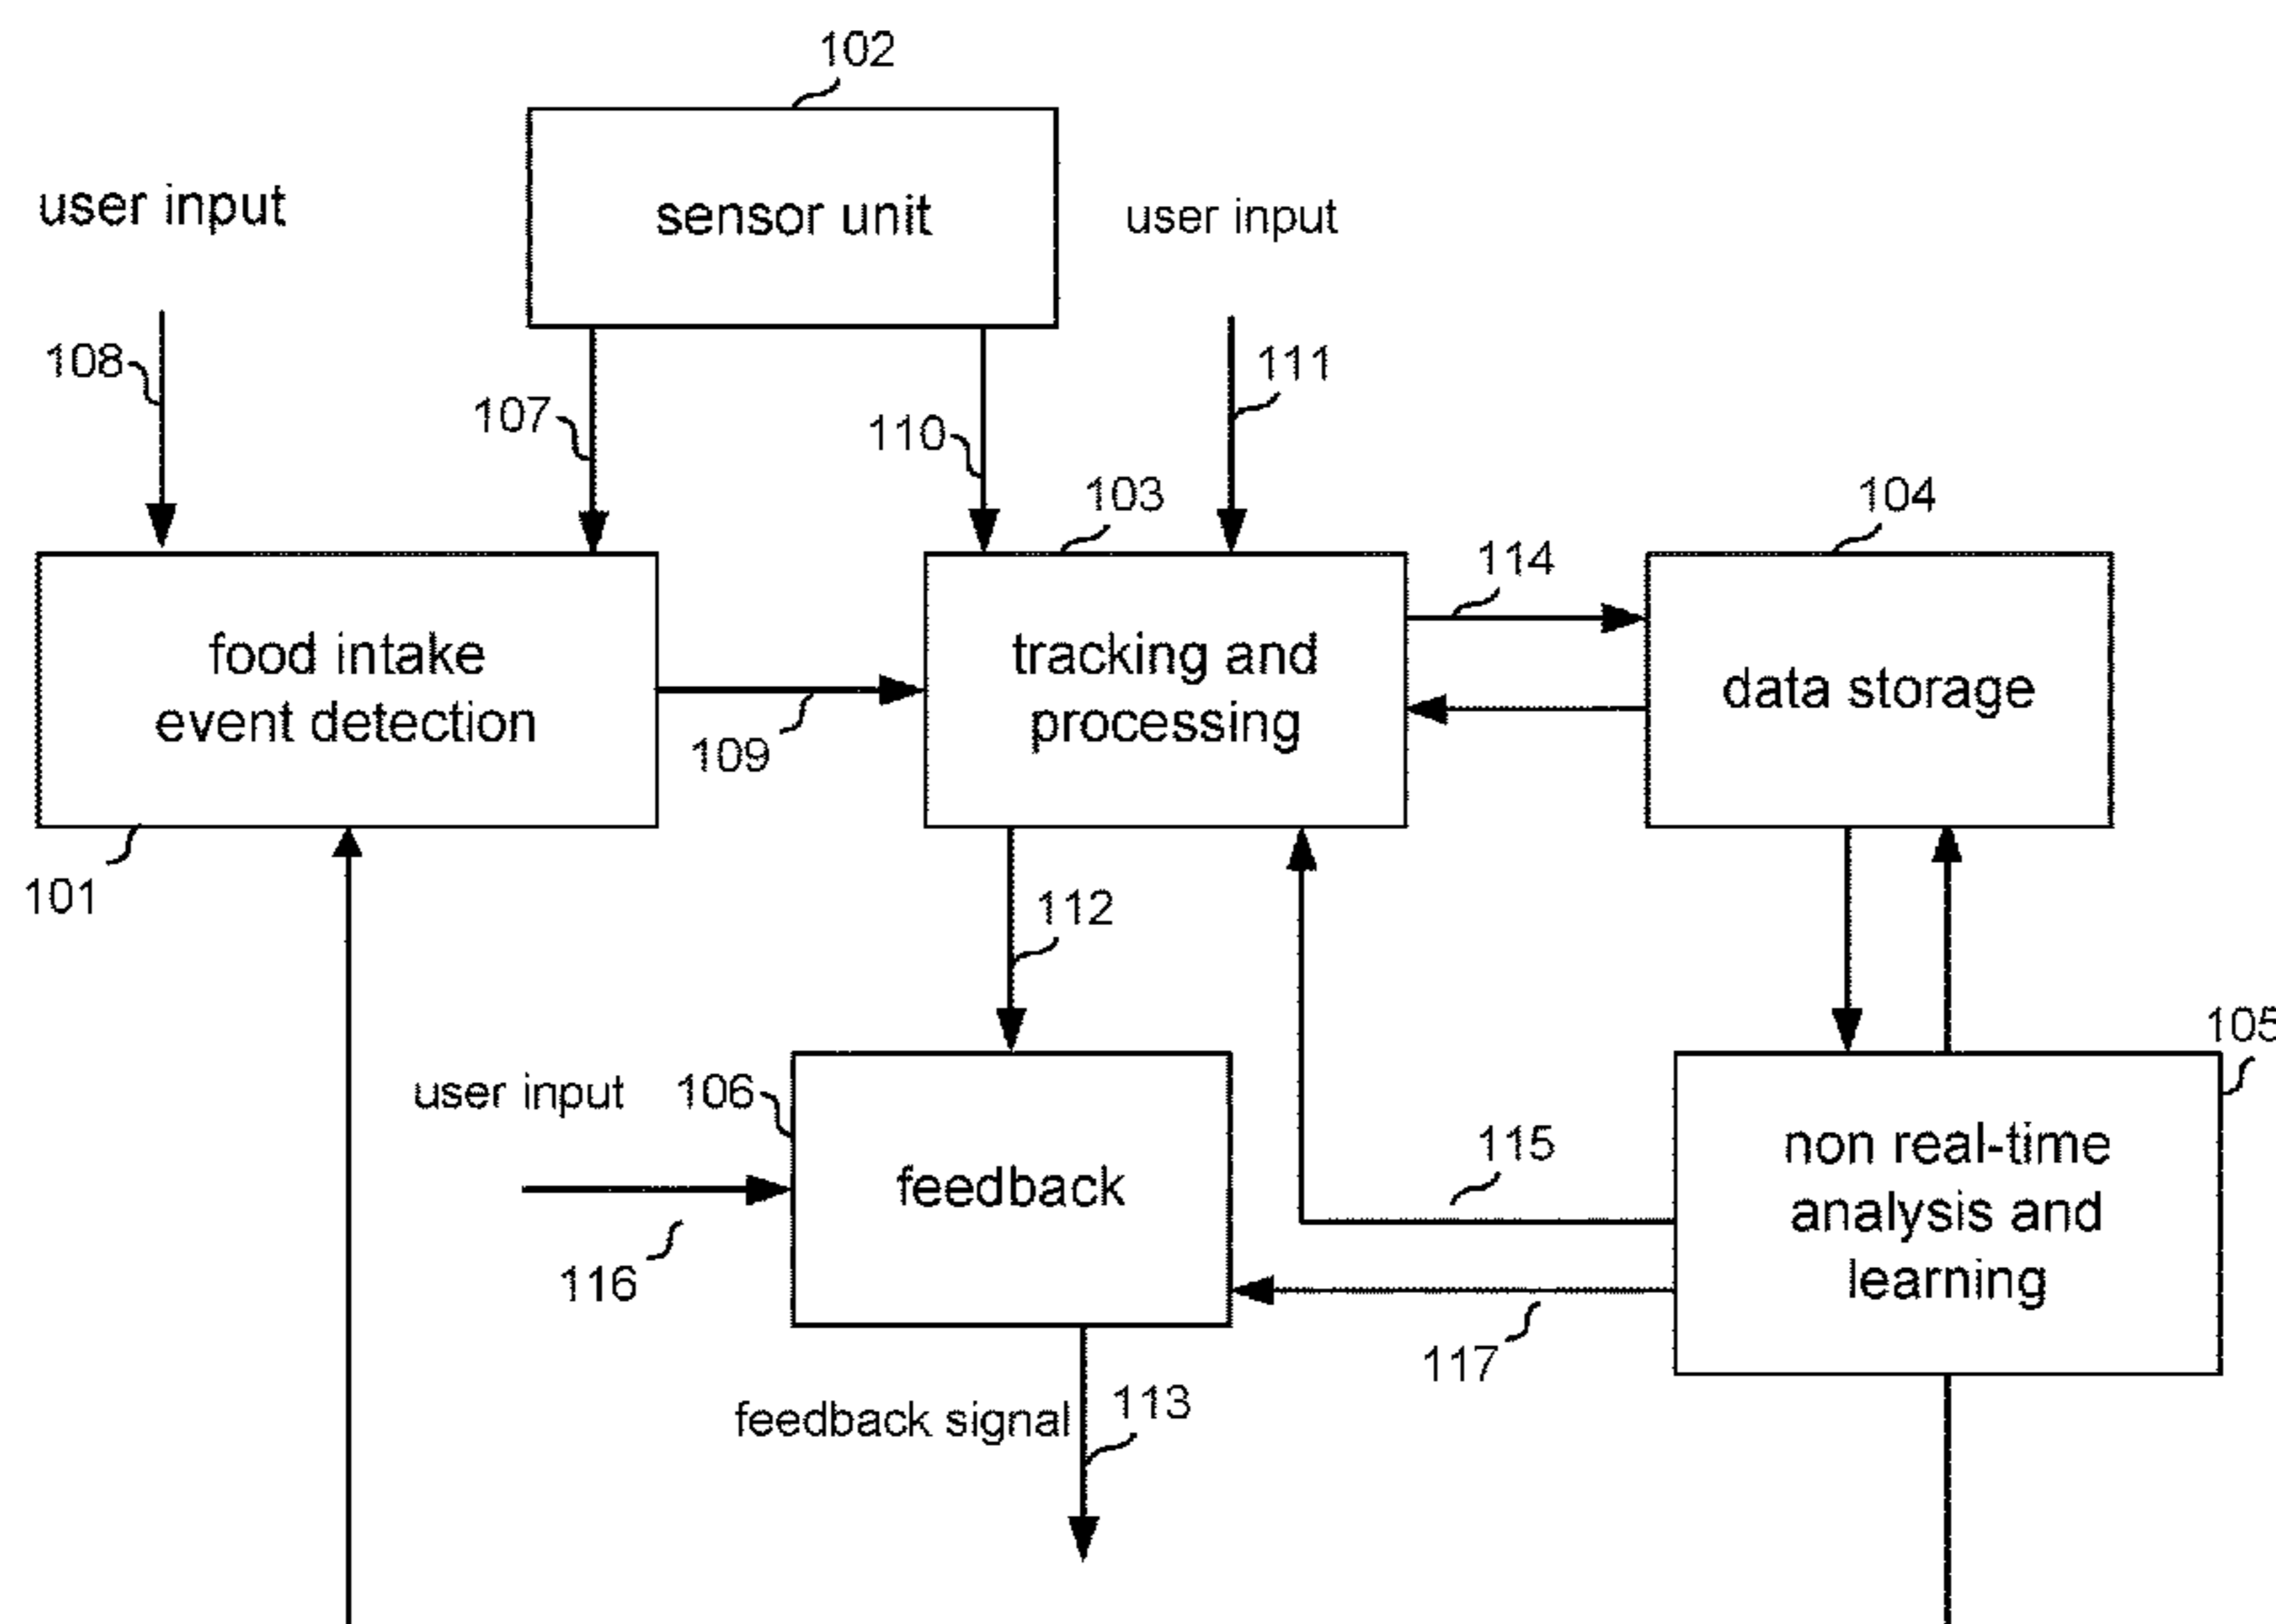 102
user input
sensor unit
user input
108
107
110
111
103
104
114
food intake
event detection
tracking and
processing
data storage
109
101
112
105
user input
106
feedback
115
non real-time
analysis and
learning
116
117
feedback signal
113